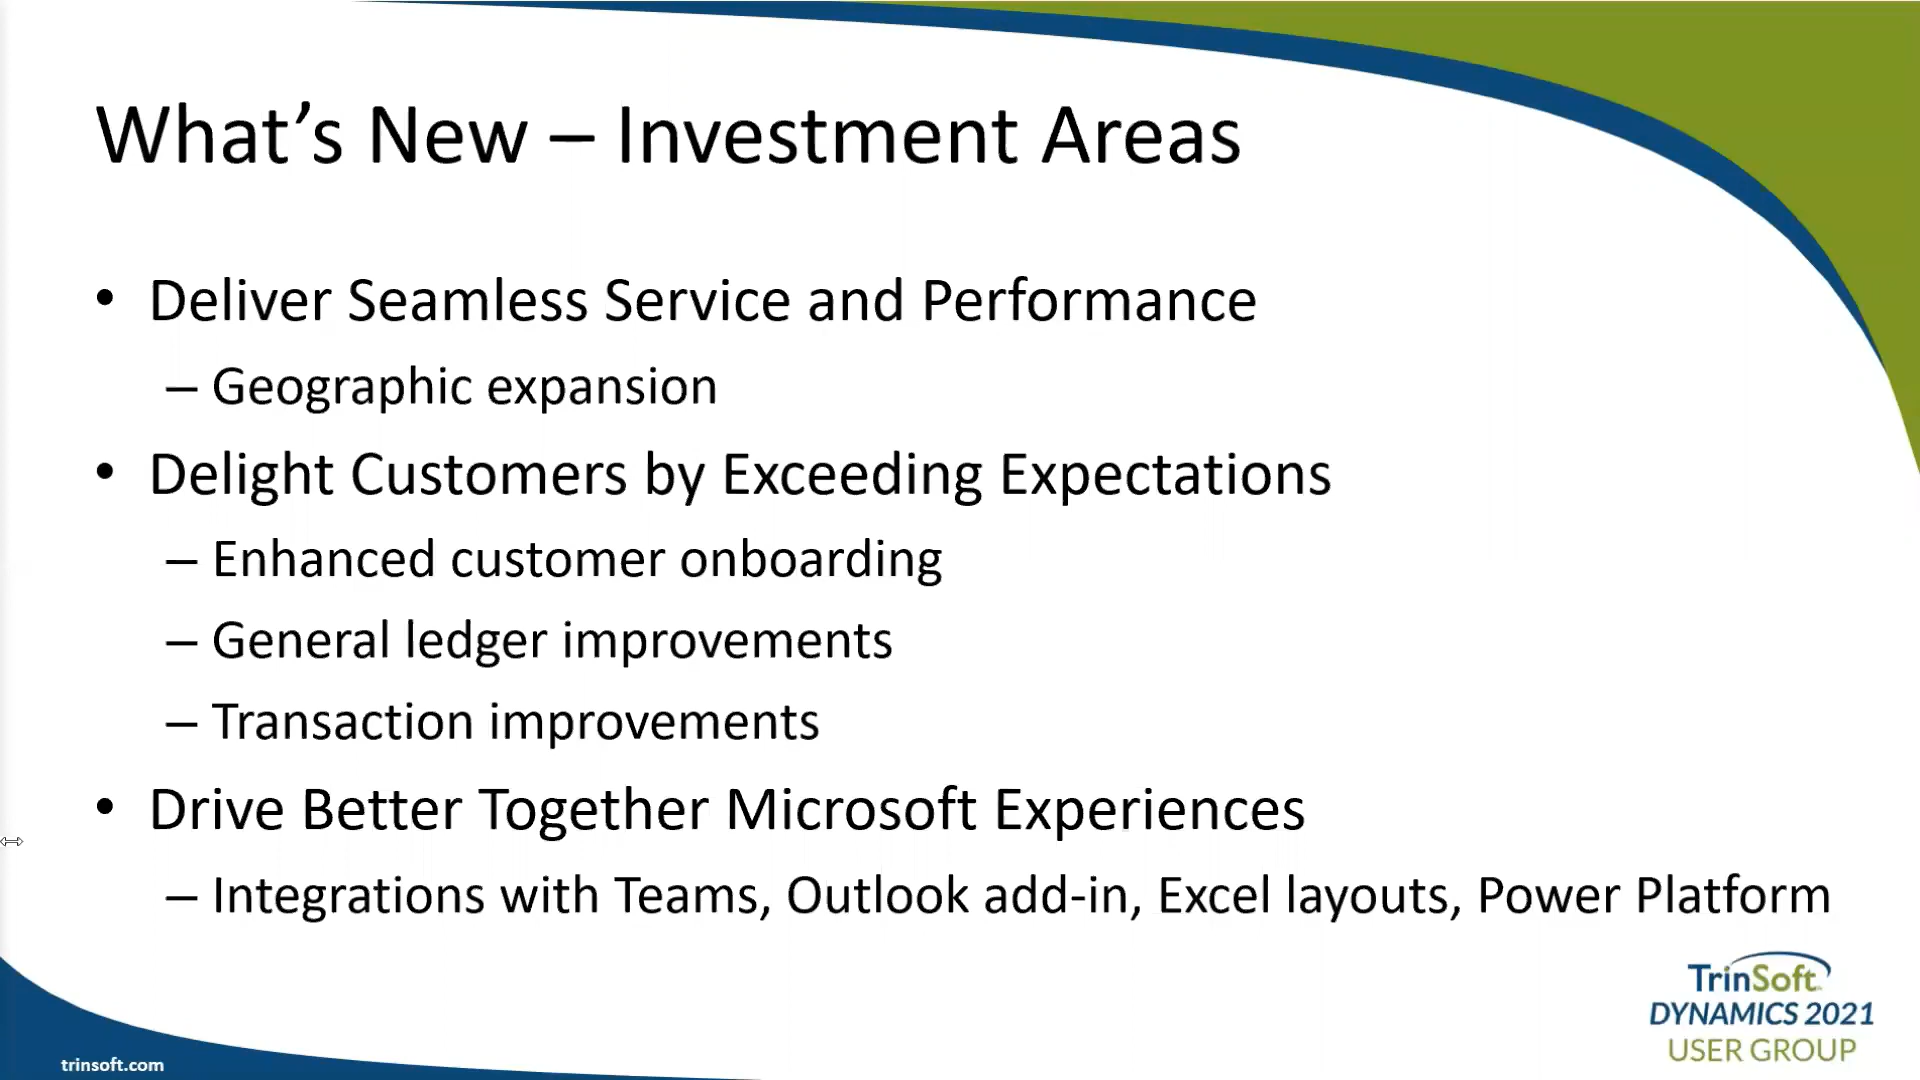 What’s New – Investment Areas
• Deliver Seamless Service and Performance
– Geographic expansion
• Delight Customers by Exceeding Expectations
– Enhanced customer onboarding
– General ledger improvements
– Transaction improvements
• Drive Better Together Microsoft Experiences
– Integrations with Teams, Outlook add-in, Excel layouts, Power Platform
TrinSoft
DYNAMICS 2021
USER GROUP
trinsoft.com